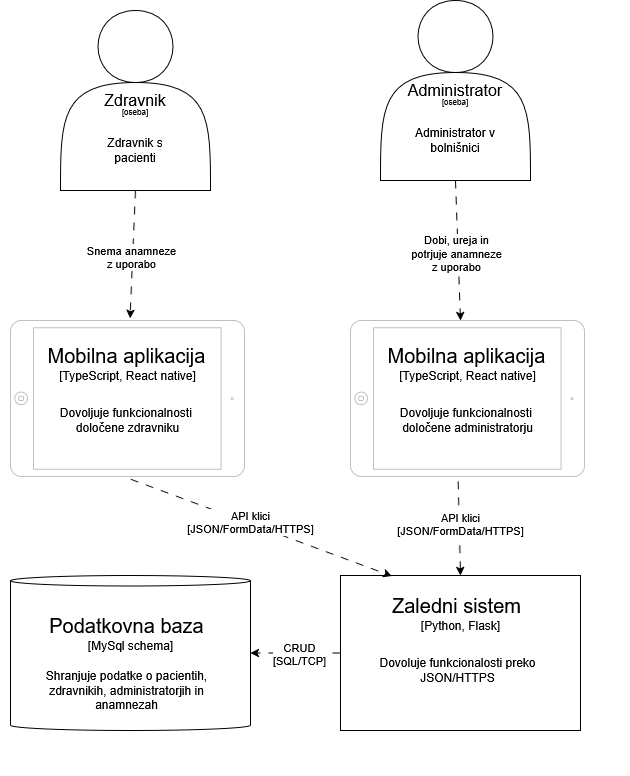 Zdravnik
[oseba]
Zdravnik s
pacienti
Administrator
[oseba]
Administrator v
bolnišnici
Snema anamneze
z uporabo
Dobi, ureja in
potrjuje anamneze
z uporabo
Mobilna aplikacija
[TypeScript, React native]
Dovoljuje funkcionalnosti
določene zdravniku
Mobilna aplikacija
[TypeScript, React native]
Dovoljuje funkcionalnosti
določene administratorju
API klici
[JSON/FormData/HTTPS]
API klici
[JSON/FormData/HTTPS]
Podatkovna baza
[MySql schema]
Shranjuje podatke o pacientih,
zdravnikih, administratorjih in
anamnezah
CRUD
[SQL/TCP]
Zaledni sistem
[Python, Flask]
Dovoluje funkcionalosti preko
JSON/HTTPS